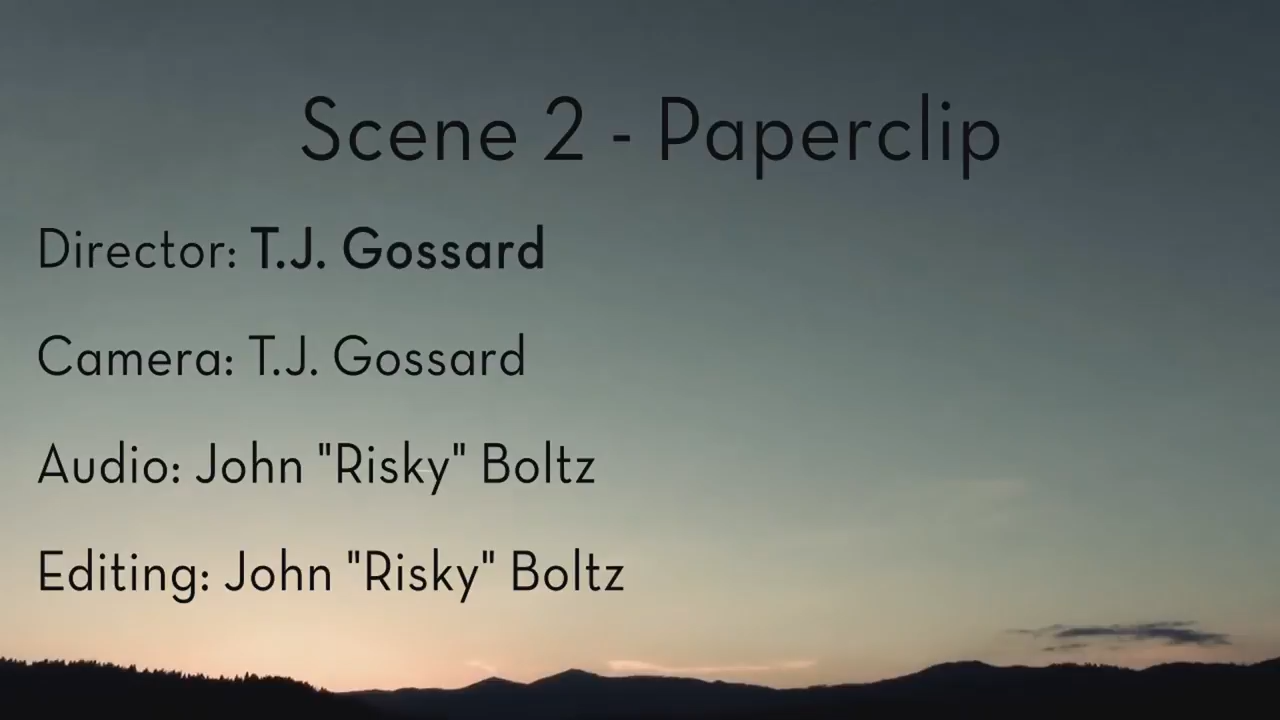 Scene 2 - Paperclip
Director: T.J. Gossard
Camera: T.J. Gossard
Audio: John "Risky" Boltz
Editing: John "Risky" Boltz